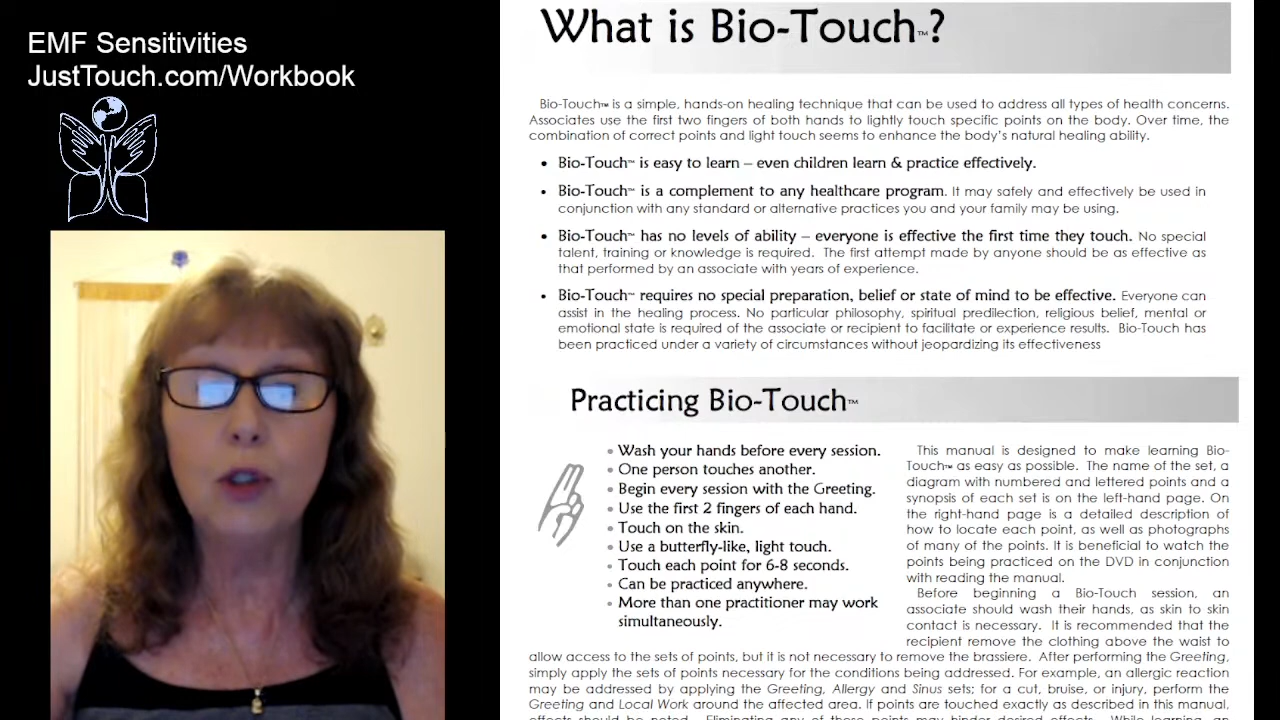 EMF Sensitivities
JustTouch.com/Workbook
What is Bio-Touch™?
Bio-Touch™ is a simple, hands-on healing technique that can be used to address all types of health concerns.
Associates use the first two fingers of both hands to lightly touch specific points on the body. Over time, the
combination of correct points and light touch seems to enhance the body's natural healing ability.
• Bio-Touch™ is easy to learn – even children learn & practice effectively.
• Bio-Touch™ is a complement to any healthcare program. It may safely and effectively be used in
conjunction with any standard or alternative practices you and your family may be using.
• Bio-Touch™ has no levels of ability – everyone is effective the first time they touch. No special
talent, training or knowledge is required. The first attempt made by anyone should be as effective as
that performed by an associate with years of experience.
• Bio-Touch™ requires no special preparation, belief or state of mind to be effective. Everyone can
assist in the healing process. No particular philosophy, spiritual predilection, religious belief, mental or
emotional state is required of the associate or recipient to facilitate or experience results. Bio-Touch has
been practiced under a variety of circumstances without jeopardizing its effectiveness
Practicing Bio-Touch™
• Wash your hands before every session.
• One person touches another.
• Begin every session with the Greeting.
• Use the first 2 fingers of each hand.
• Touch on the skin.
• Use a butterfly-like, light touch.
• Touch each point for 6-8 seconds.
• Can be practiced anywhere.
• More than one practitioner may work
simultaneously.
This manual is designed to make learning Bio-
Touch™ as easy as possible. The name of the set, a
diagram with numbered and lettered points and a
synopsis of each set is on the left-hand page. On
the right-hand page is a detailed description of
how to locate each point, as well as photographs
of many of the points. It is beneficial to watch the
points being practiced on the DVD in conjunction
with reading the manual.
Before beginning a Bio-Touch session, an
associate should wash their hands, as skin to skin
contact is necessary. It is recommended that the
recipient remove the clothing above the waist to
allow access to the sets of points, but it is not necessary to remove the brassiere. After performing the Greeting,
simply apply the sets of points necessary for the conditions being addressed. For example, an allergic reaction
may be addressed by applying the Greeting, Allergy and Sinus sets; for a cut, bruise, or injury, perform the
Greeting and Local Work around the affected area. If points are touched exactly as described in this manual,
effects should be noted. Eliminating any of these points may hinder desired effects. While learning an